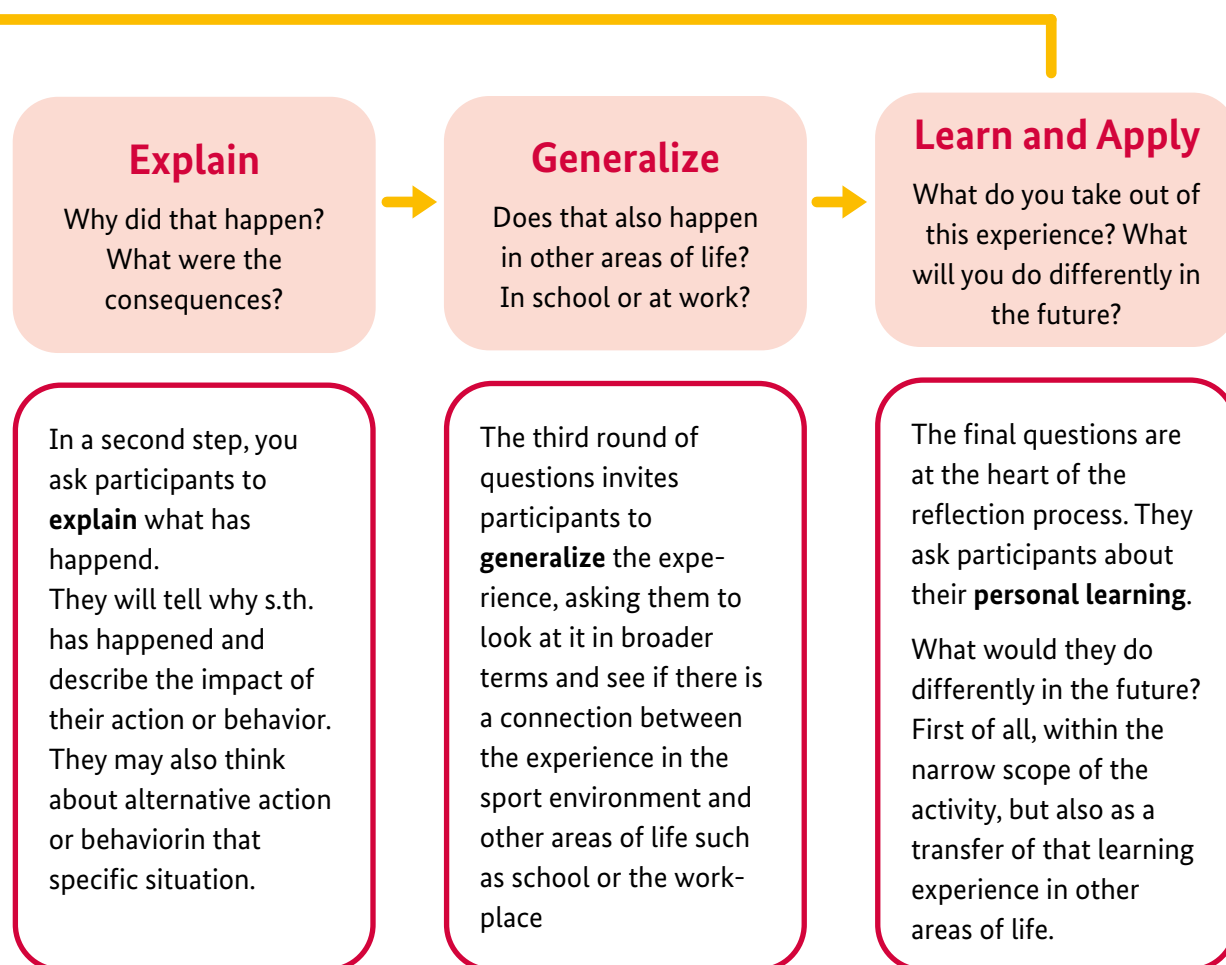 Explain
Why did that happen?
What were the
consequences?
Generalize
Does that also happen
in other areas of life?
In school or at work?
Learn and Apply
What do you take out of
this experience? What
will you do differently in
the future?
In a second step, you
ask participants to
explain what has
happend.
They will tell why s.th.
has happened and
describe the impact of
their action or behavior.
They may also think
about alternative action
or behaviorin that
specific situation.
The third round of
questions invites
participants to
generalize the expe-
rience, asking them to
look at it in broader
terms and see if there is
a connection between
the experience in the
sport environment and
other areas of life such
as school or the work-
place
The final questions are
at the heart of the
reflection process. They
ask participants about
their personal learning.
What would they do
differently in the future?
First of all, within the
narrow scope of the
activity, but also as a
transfer of that learning
experience in other
areas of life.